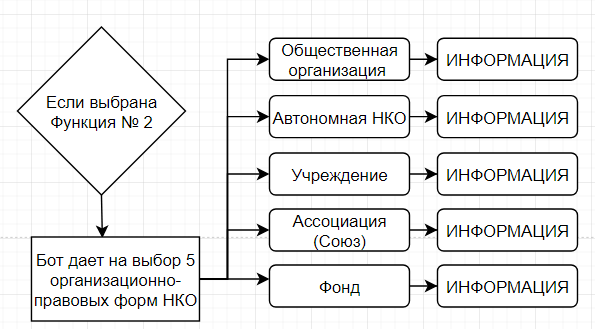 Если выбрана
Функция № 2
Бот дает на выбор 5
организационно-
правовых форм НКО
Общественная
организация
ИНФОРМАЦИЯ
Автономная НКО
ИНФОРМАЦИЯ
Учреждение
ИНФОРМАЦИЯ
Ассоциация
(Союз)
ИНФОРМАЦИЯ
Фонд
ИНФОРМАЦИЯ